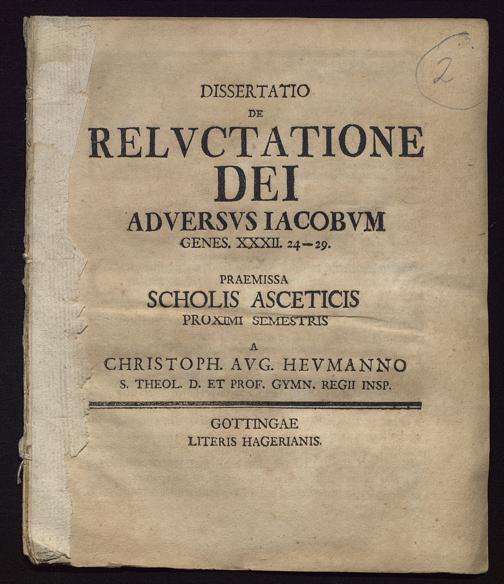 2
DISSERTATIO
DE
RELVCTATIONE
DEI
ADVERSVS IACOBVM
GENES. XXXII. 24—29.
PRAEMISSA
SCHOLIS ASCETICIS
PROXIMI SEMESTRIS
A
CHRISTOPH. AVG. HEVMANNO
S. THEOL. D. ET PROF. GYMN. REGII INSP.
GOTTINGAE
LITERIS HAGERIANIS.